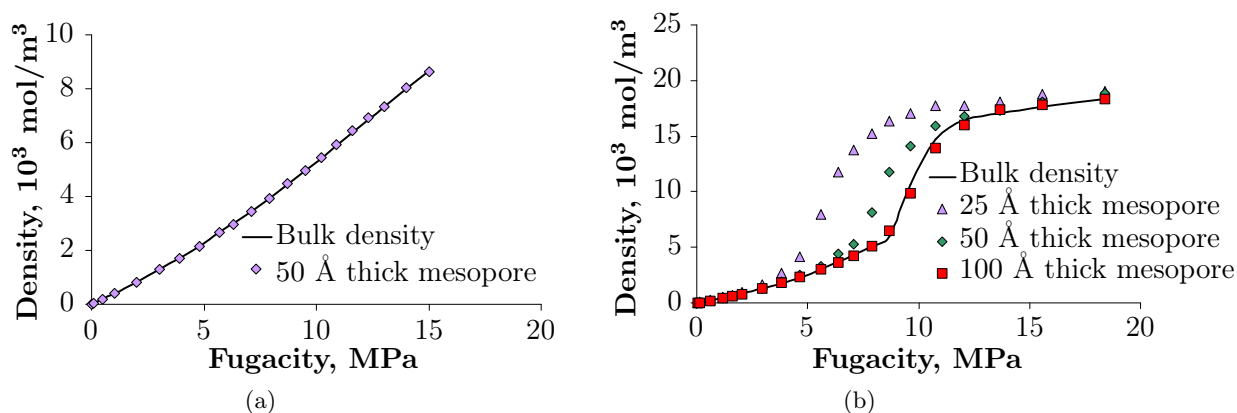 Density, 10³ mol/m³
10
8
6
4
2
0
0
5
10
15
20
Fugacity, MPa
Bulk density
50 Å thick mesopore
(a)
Density, 10³ mol/m³
25
20
15
10
5
0
0
5
10
15
20
Fugacity, MPa
Bulk density
25 Å thick mesopore
50 Å thick mesopore
100 Å thick mesopore
(b)